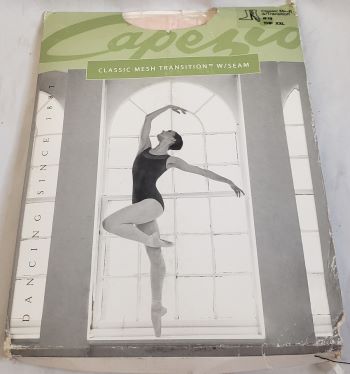 Capezio
CLASSIC MESH TRANSITION™ W/SEAM
DANCING SINCE 1887